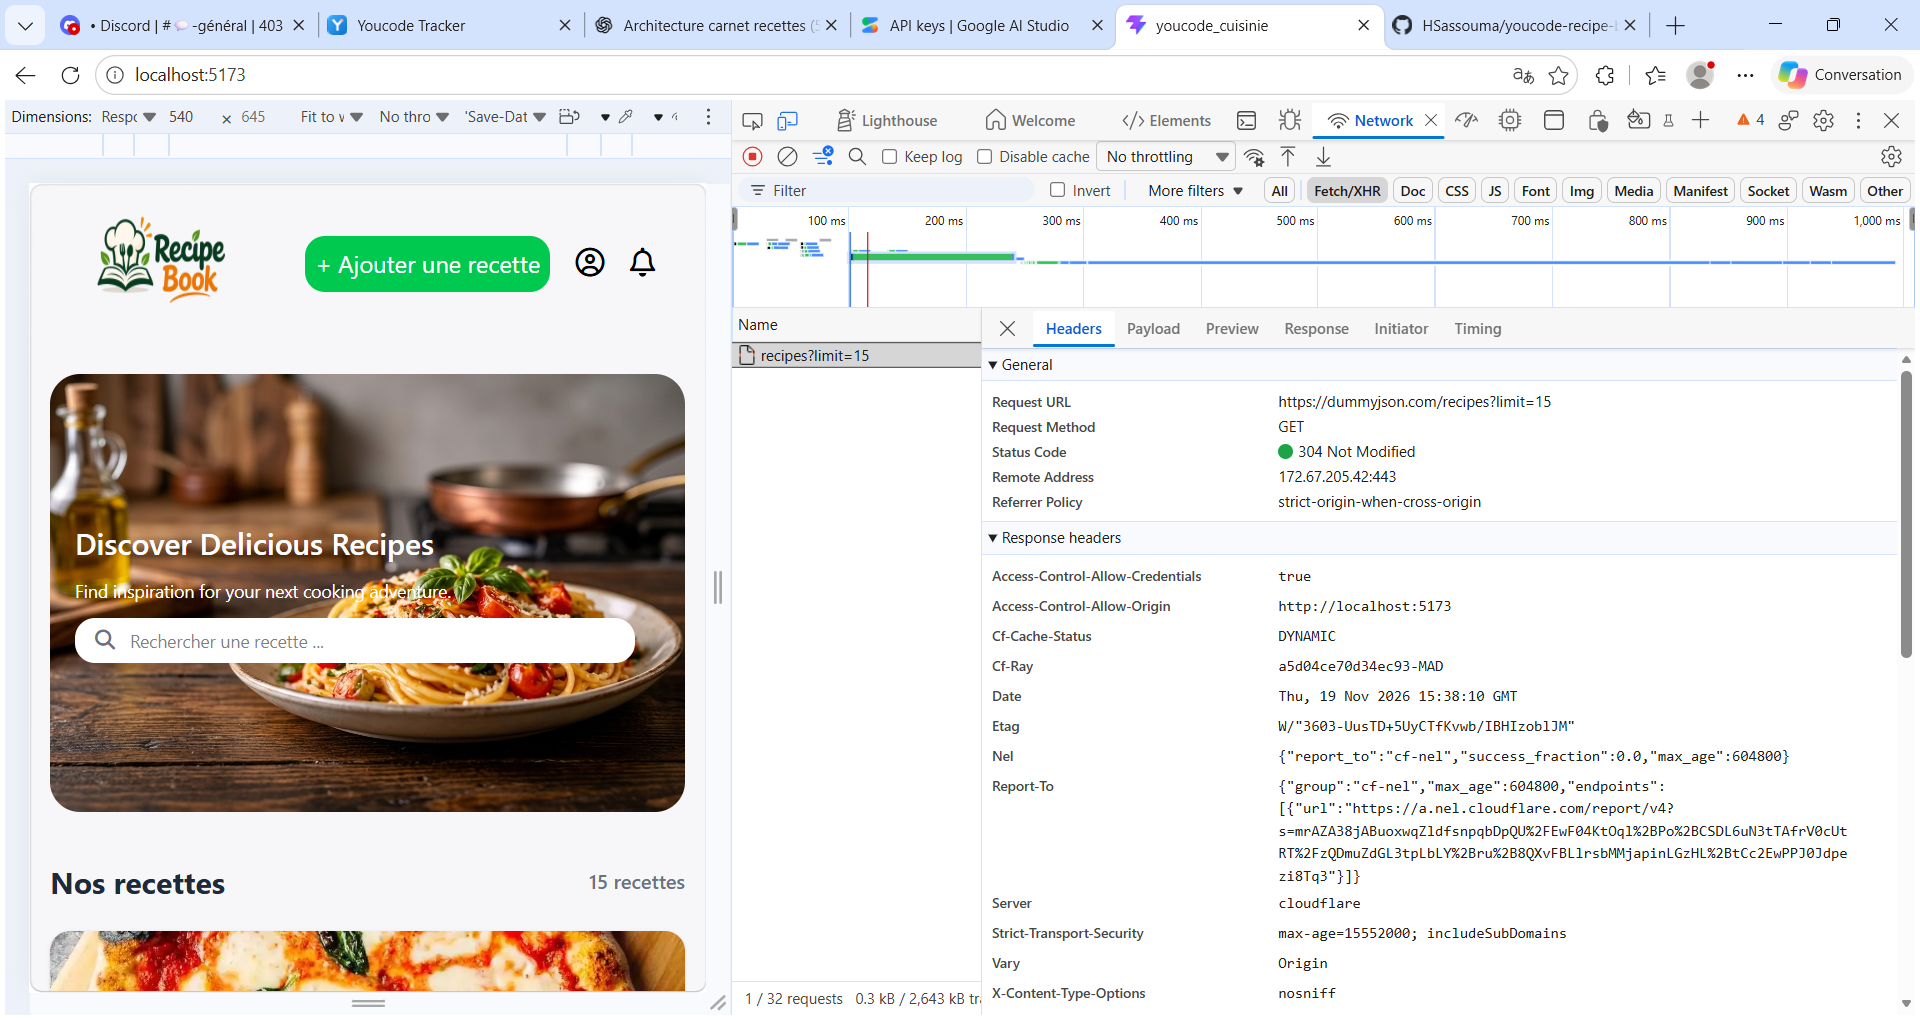 • Discord | # -général | 403
Youcode Tracker
Architecture carnet recettes (
API keys | Google AI Studio
youcode_cuisinie
HSassouma/youcode-recipe-
localhost:5173
Conversation
Dimensions: Respo 540 × 645 Fit to No thro 'Save-Dat
Lighthouse Welcome Elements Network 4
Keep log Disable cache No throttling
Filter Invert More filters All Fetch/XHR Doc CSS JS Font Img Media Manifest Socket Wasm Other
100 ms 200 ms 300 ms 400 ms 500 ms 600 ms 700 ms 800 ms 900 ms 1,000 ms
Recipe
Book
+ Ajouter une recette
Discover Delicious Recipes
Find inspiration for your next cooking adventure.
Rechercher une recette ...
Nos recettes 15 recettes
Name
recipes?limit=15
1 / 32 requests 0.3 kB / 2,643 kB tr
Headers Payload Preview Response Initiator Timing
General
Request URL https://dummyjson.com/recipes?limit=15
Request Method GET
Status Code 304 Not Modified
Remote Address 172.67.205.42:443
Referrer Policy strict-origin-when-cross-origin
Response headers
Access-Control-Allow-Credentials true
Access-Control-Allow-Origin http://localhost:5173
Cf-Cache-Status DYNAMIC
Cf-Ray a5d04ce70d34ec93-MAD
Date Thu, 19 Nov 2026 15:38:10 GMT
Etag W/"3603-UusTD+5UyCTfKvwb/IBHIzoblJM"
Nel {"report_to":"cf-nel","success_fraction":0.0,"max_age":604800}
Report-To {"group":"cf-nel","max_age":604800,"endpoints":
[{"url":"https://a.nel.cloudflare.com/report/v4?
s=mrAZA38jABuoxwqZldfsnpqbDpQU%2FEwF04KtOql%2BPo%2BCSDL6uN3tTAfrV0cUt
RT%2FzQDmuZdGL3tpLbLY%2Bru%2B8QXvFBLlrsbMMjapinLGzHL%2BtCc2EwPPJ0Jdpe
zi8Tq3"}]}
Server cloudflare
Strict-Transport-Security max-age=15552000; includeSubDomains
Vary Origin
X-Content-Type-Options nosniff